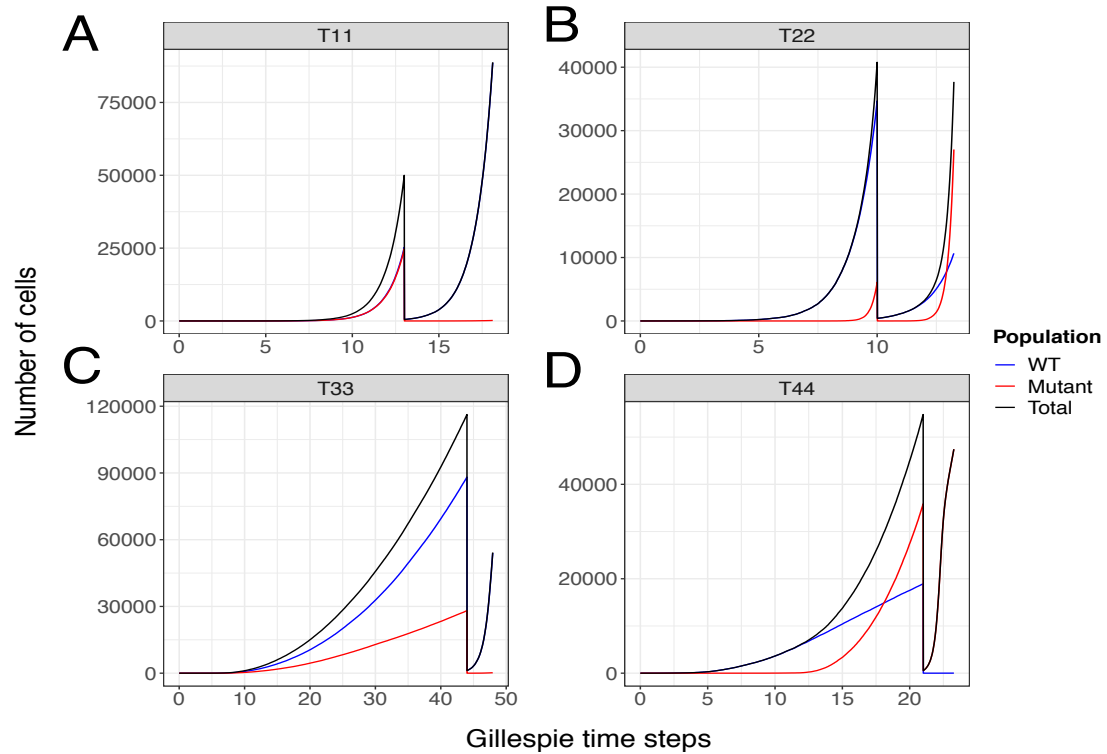 A
T11
75000
50000
25000
0
0
5
10
15
B
T22
40000
30000
20000
10000
0
0
5
10
C
T33
120000
90000
60000
30000
0
0
10
20
30
40
50
D
T44
40000
20000
0
0
5
10
15
20
Number of cells
Gillespie time steps
Population
WT
Mutant
Total